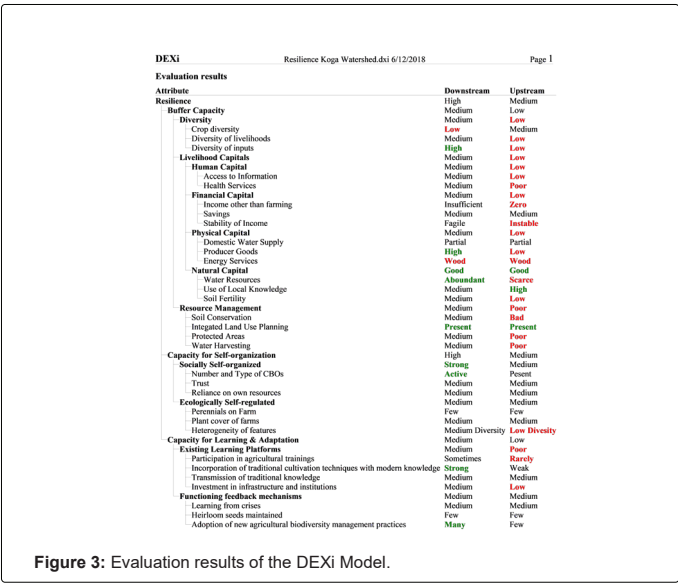 DEXi Resilience Koga Watershed.dxi 6/12/2018 Page 1
Evaluation results
Attribute Downstream Upstream
Resilience High Medium
Buffer Capacity Medium Low
Diversity Medium Low
Crop diversity Low Medium
Diversity of livelihoods Medium Low
Diversity of inputs High Low
Livelihood Capitals Medium Low
Human Capital Medium Low
Access to Information Medium Low
Health Services Medium Poor
Financial Capital Medium Low
Income other than farming Insufficient Zero
Savings Medium Medium
Stability of Income Fagile Instable
Physical Capital Medium Low
Domestic Water Supply Partial Partial
Producer Goods High Low
Energy Services Wood Wood
Natural Capital Good Good
Water Resources Aboundant Scarce
Use of Local Knowledge Medium High
Soil Fertility Medium Low
Resource Management Medium Poor
Soil Conservation Medium Bad
Integated Land Use Planning Present Present
Protected Areas Medium Poor
Water Harvesting Medium Poor
Capacity for Self-organization High Medium
Socially Self-organized Strong Medium
Number and Type of CBOs Active Pesent
Trust Medium Medium
Reliance on own resources Medium Medium
Ecologically Self-regulated Medium Medium
Perennials on Farm Few Few
Plant cover of farms Medium Medium
Heterogeneity of features Medium Diversity Low Divesity
Capacity for Learning & Adaptation Medium Low
Existing Learning Platforms Medium Poor
Participation in agricultural trainings Sometimes Rarely
Incorporation of traditional cultivation techniques with modern knowledge Strong Weak
Transmission of traditional knowledge Medium Medium
Investment in infrastructure and institutions Medium Low
Functioning feedback mechanisms Medium Medium
Learning from crises Medium Medium
Heirloom seeds maintained Few Few
Adoption of new agricultural biodiversity management practices Many Few
Figure 3: Evaluation results of the DEXi Model.